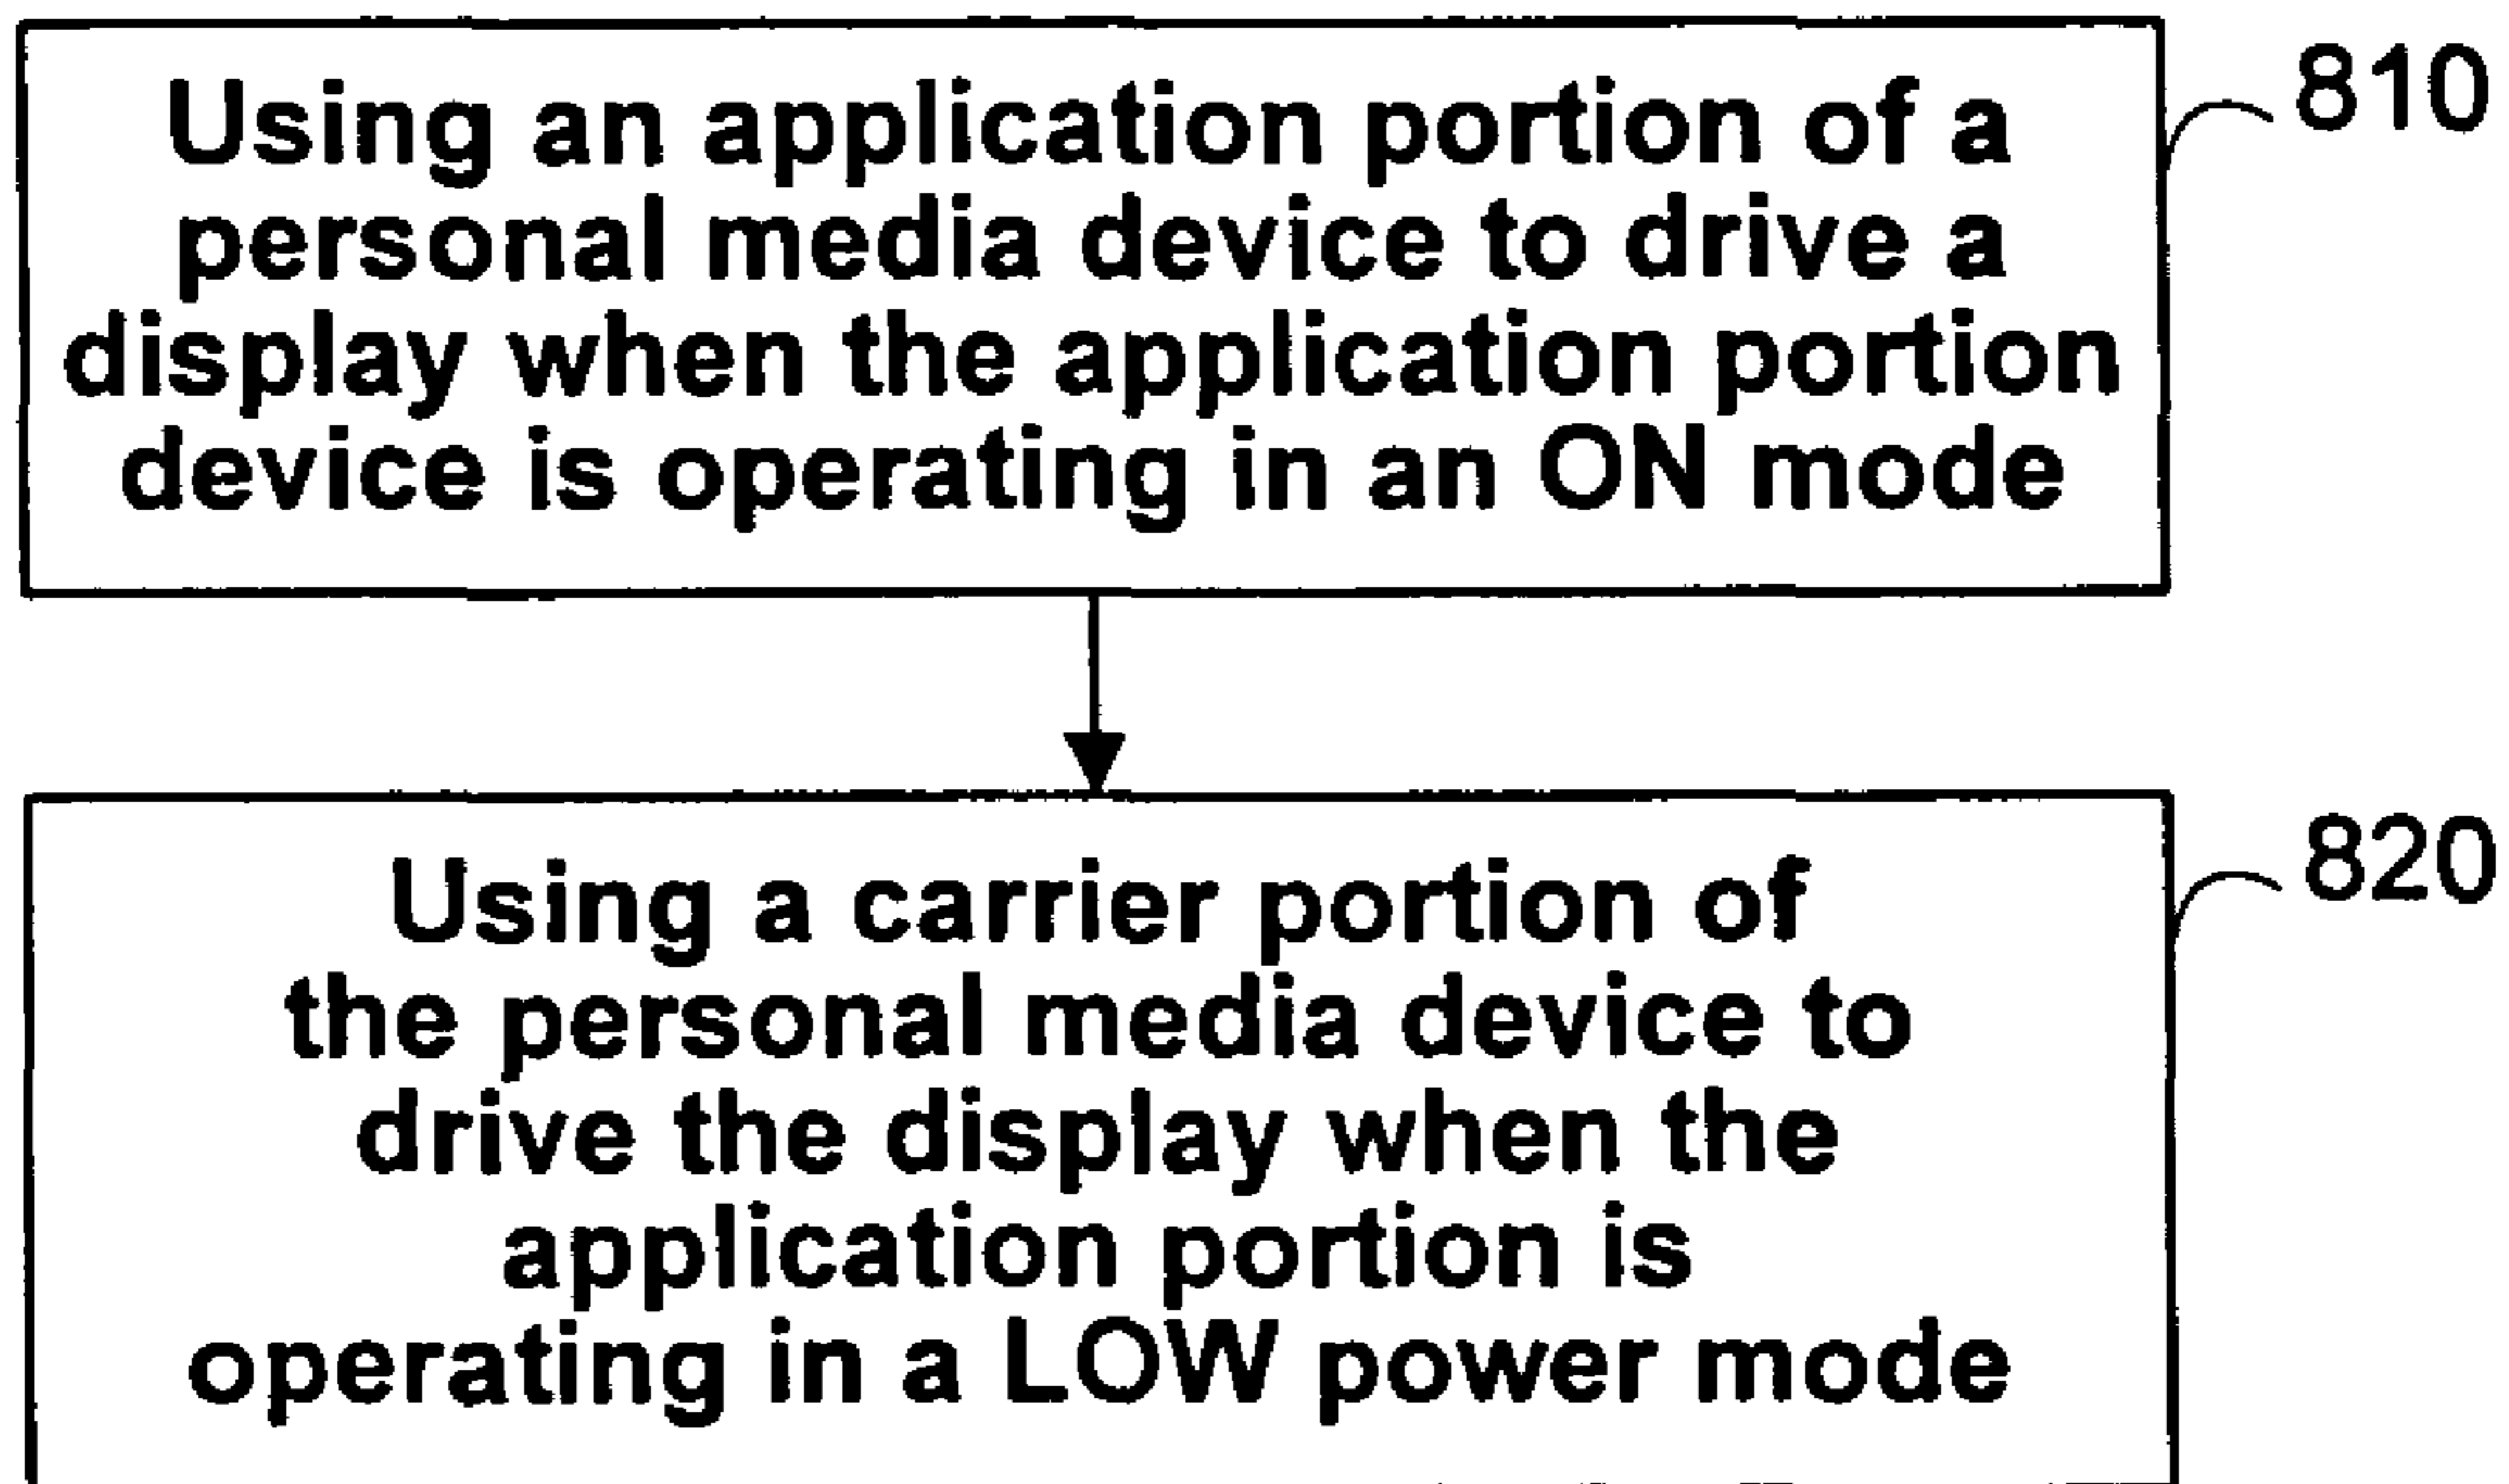 Using an application portion of a
personal media device to drive a
display when the application portion
device is operating in an ON mode
810
Using a carrier portion of
the personal media device to
drive the display when the
application portion is
operating in a LOW power mode
820